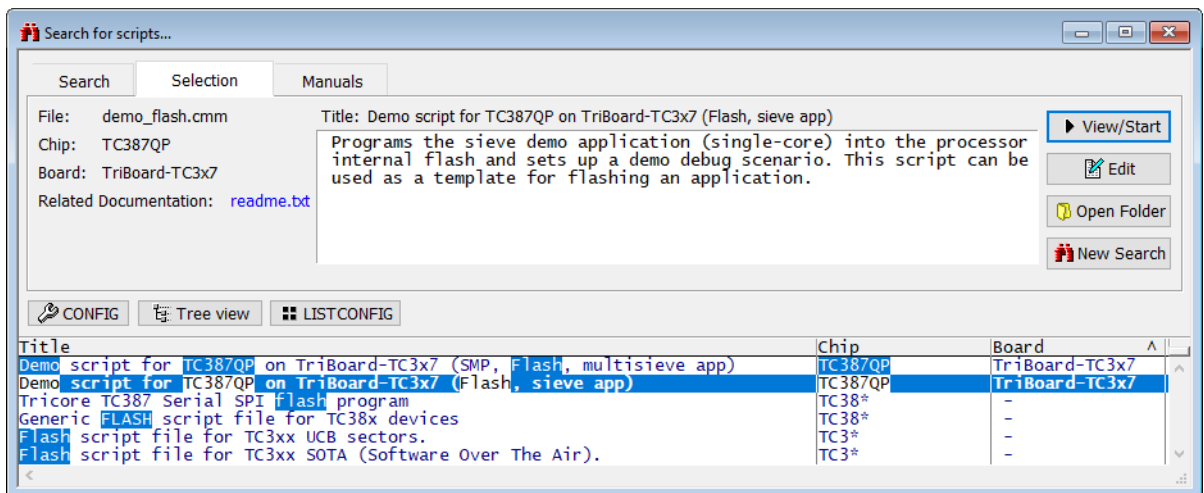 Search for scripts...
Search Selection Manuals
File: demo_flash.cmm
Title: Demo script for TC387QP on TriBoard-TC3x7 (Flash, sieve app)
Chip: TC387QP
Board: TriBoard-TC3x7
Related Documentation: readme.txt
Programs the sieve demo application (single-core) into the processor
internal flash and sets up a demo debug scenario. This script can be
used as a template for flashing an application.
View/Start
Edit
Open Folder
New Search
CONFIG Tree view LISTCONFIG
Title Chip Board
Demo script for TC387QP on TriBoard-TC3x7 (SMP, Flash, multisieve app) TC387QP TriBoard-TC3x7
Demo script for TC387QP on TriBoard-TC3x7 (Flash, sieve app) TC387QP TriBoard-TC3x7
Tricore TC387 Serial SPI flash program TC38* -
Generic FLASH script file for TC38x devices TC38* -
Flash script file for TC3xx UCB sectors. TC3* -
Flash script file for TC3xx SOTA (Software Over The Air). TC3* -